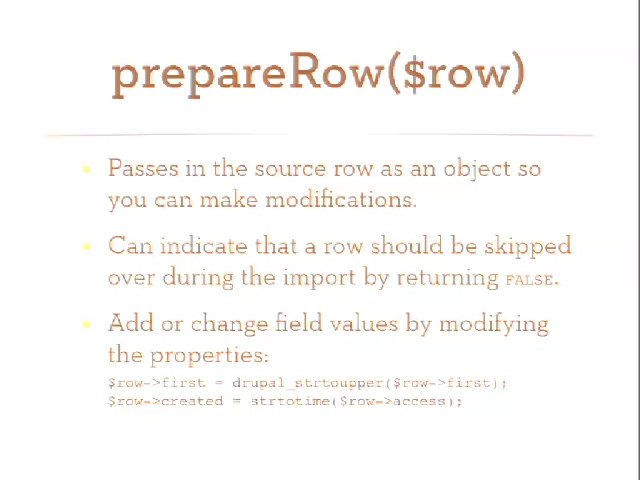 prepareRow($row)
Passes in the source row as an object so
you can make modifications.
Can indicate that a row should be skipped
over during the import by returning FALSE.
Add or change field values by modifying
the properties:
$row->first = drupal_strtoupper($row->first);
$row->created = strtotime($row->access);